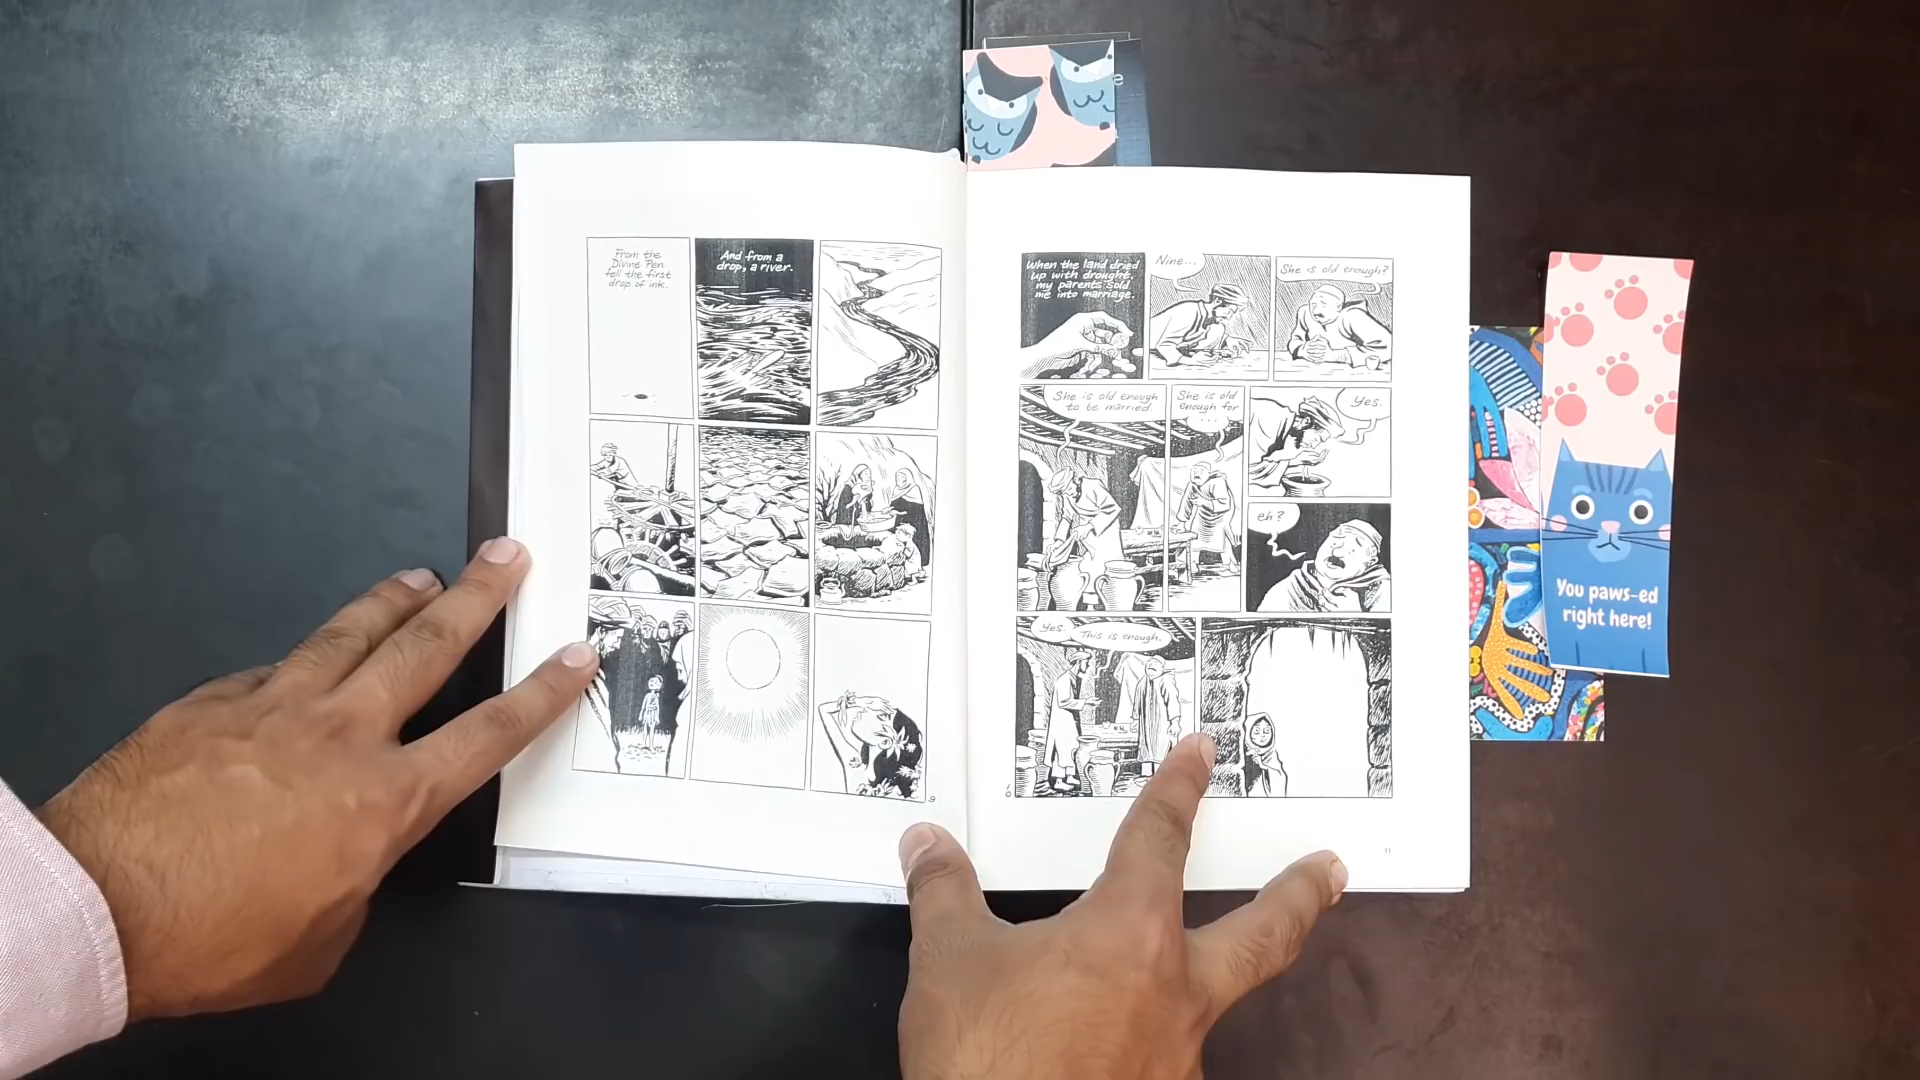 e
From the
Divine Pen
fell the first
drop of ink.
And from a
drop, a river.
9
When the land dried
up with drought,
my parents sold
me into marriage.
Nine...
She is old enough?
She is old enough
to be married.
She is old
enough for
...
Yes.
eh?
Yes.
This is enough.
10
11
You paws-ed
right here!